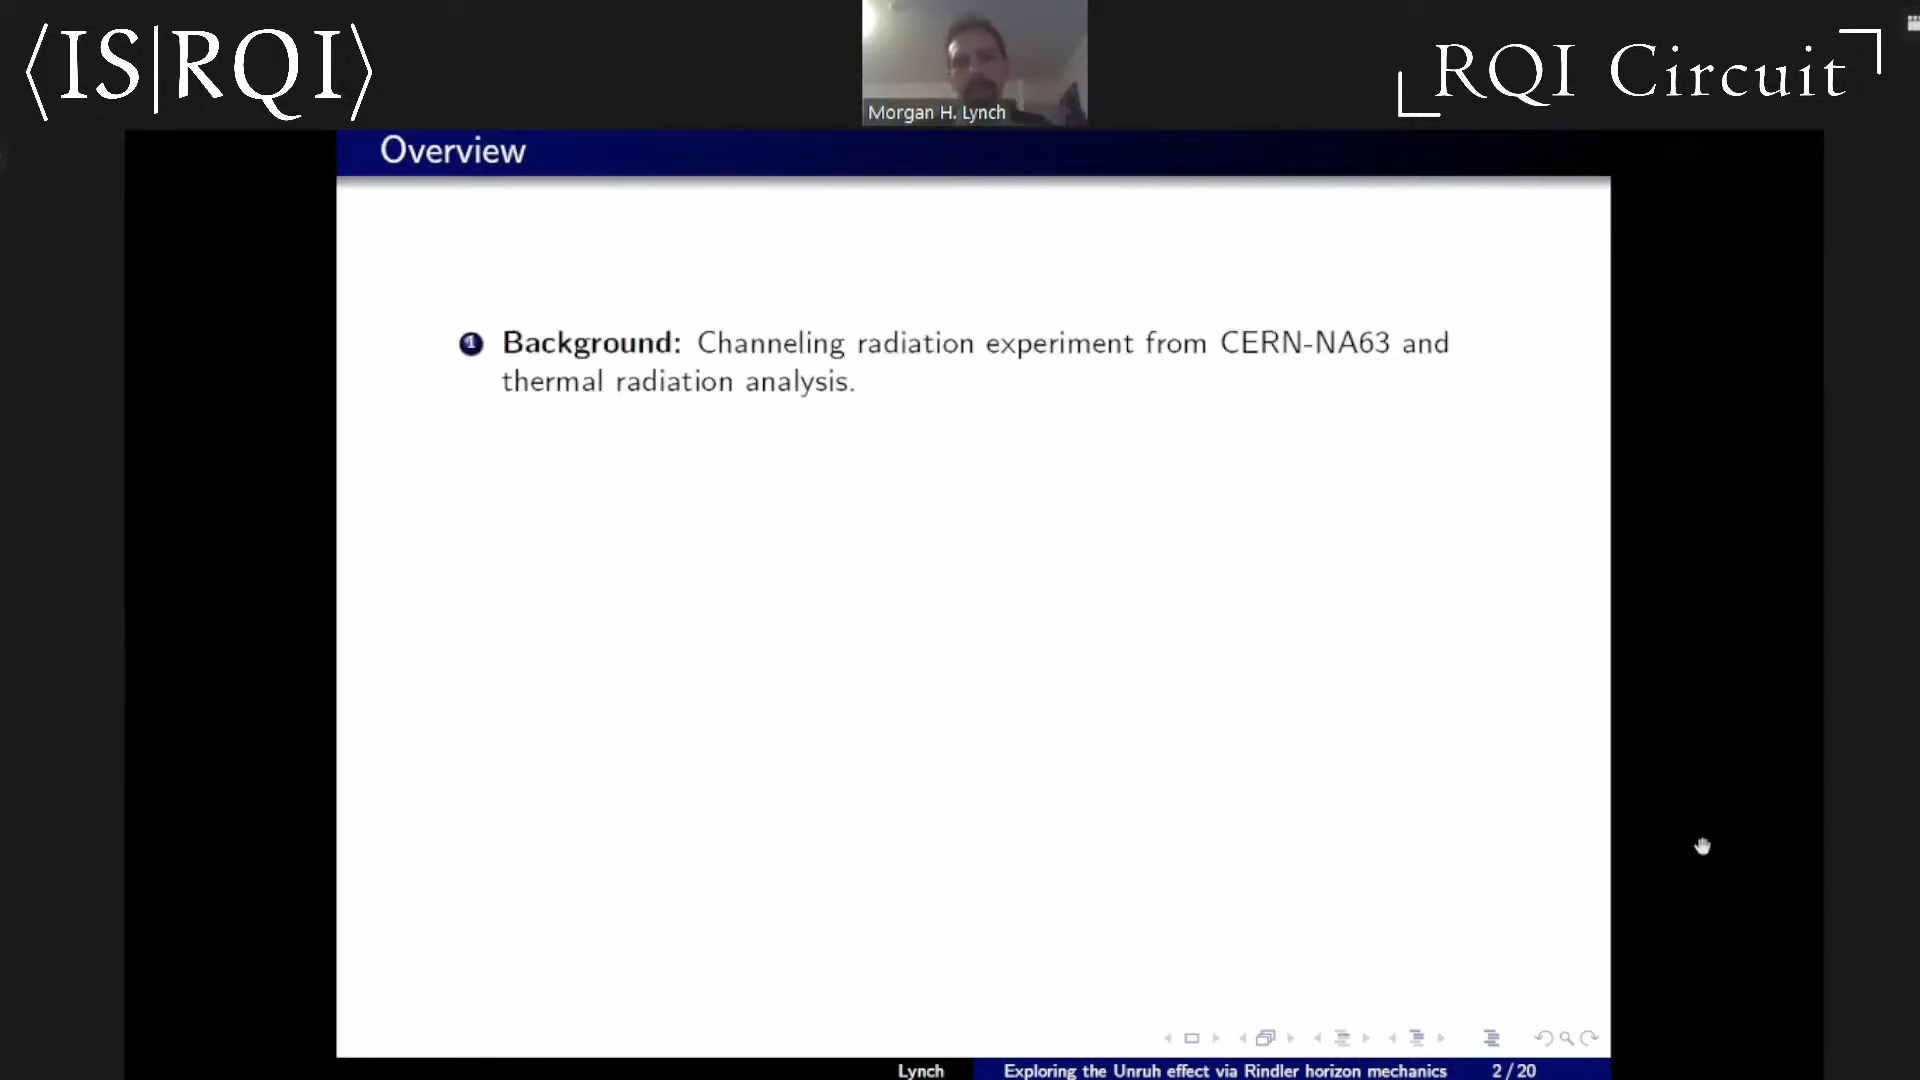 ⟨IS|RQI⟩
RQI Circuit
Morgan H. Lynch
Overview
1 Background: Channeling radiation experiment from CERN-NA63 and
thermal radiation analysis.
Lynch Exploring the Unruh effect via Rindler horizon mechanics 2 / 20